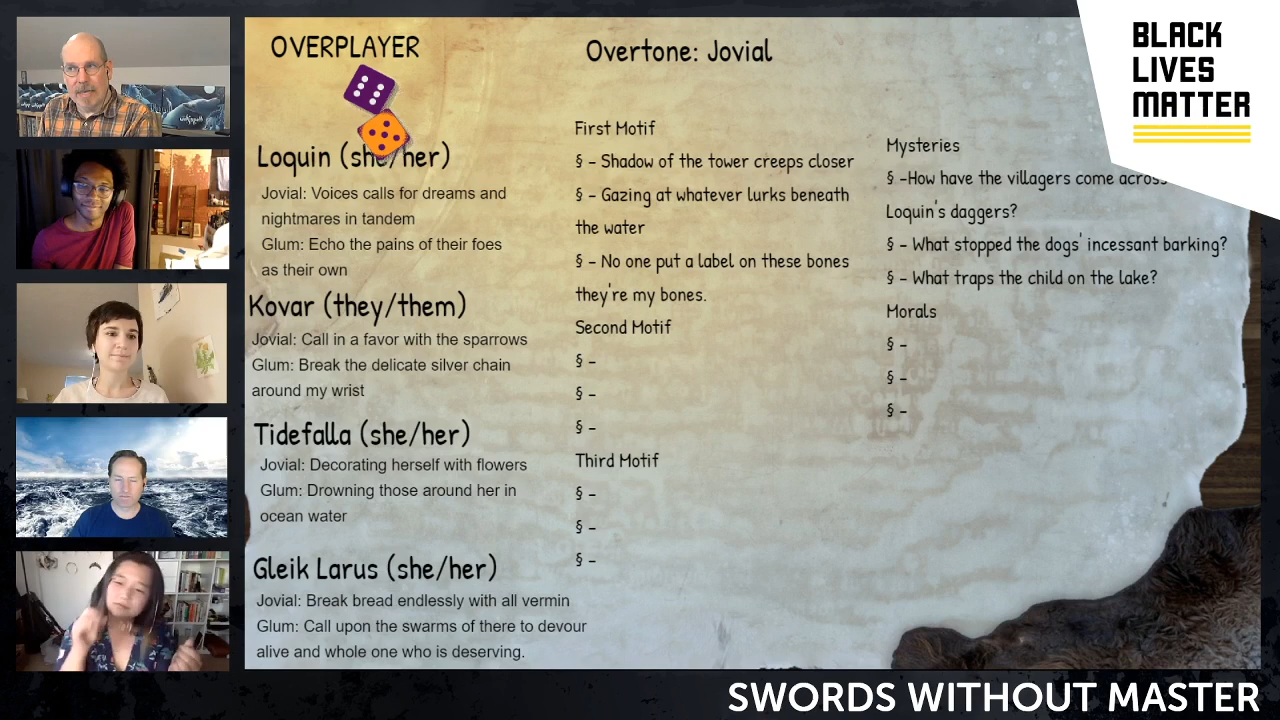 OVERPLAYER
Loquin (she/her)
Jovial: Voices calls for dreams and
nightmares in tandem
Glum: Echo the pains of their foes
as their own
Kovar (they/them)
Jovial: Call in a favor with the sparrows
Glum: Break the delicate silver chain
around my wrist
Tidefalla (she/her)
Jovial: Decorating herself with flowers
Glum: Drowning those around her in
ocean water
Gleik Larus (she/her)
Jovial: Break bread endlessly with all vermin
Glum: Call upon the swarms of there to devour
alive and whole one who is deserving.
Overtone: Jovial
First Motif
§ - Shadow of the tower creeps closer
§ - Gazing at whatever lurks beneath
the water
§ - No one put a label on these bones
they're my bones.
Second Motif
§ -
§ -
§ -
Third Motif
§ -
§ -
§ -
Mysteries
§ -How have the villagers come across
Loquin's daggers?
§ - What stopped the dogs' incessant barking?
§ - What traps the child on the lake?
Morals
§ -
§ -
§ -
BLACK
LIVES
MATTER
SWORDS WITHOUT MASTER